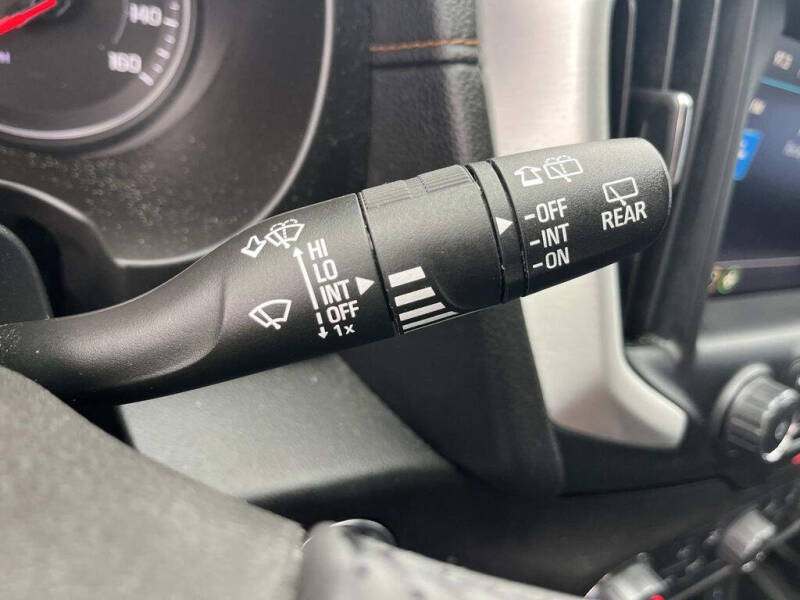 140
160
HI
LO
INT
OFF
1x
-OFF
-INT
-ON
REAR